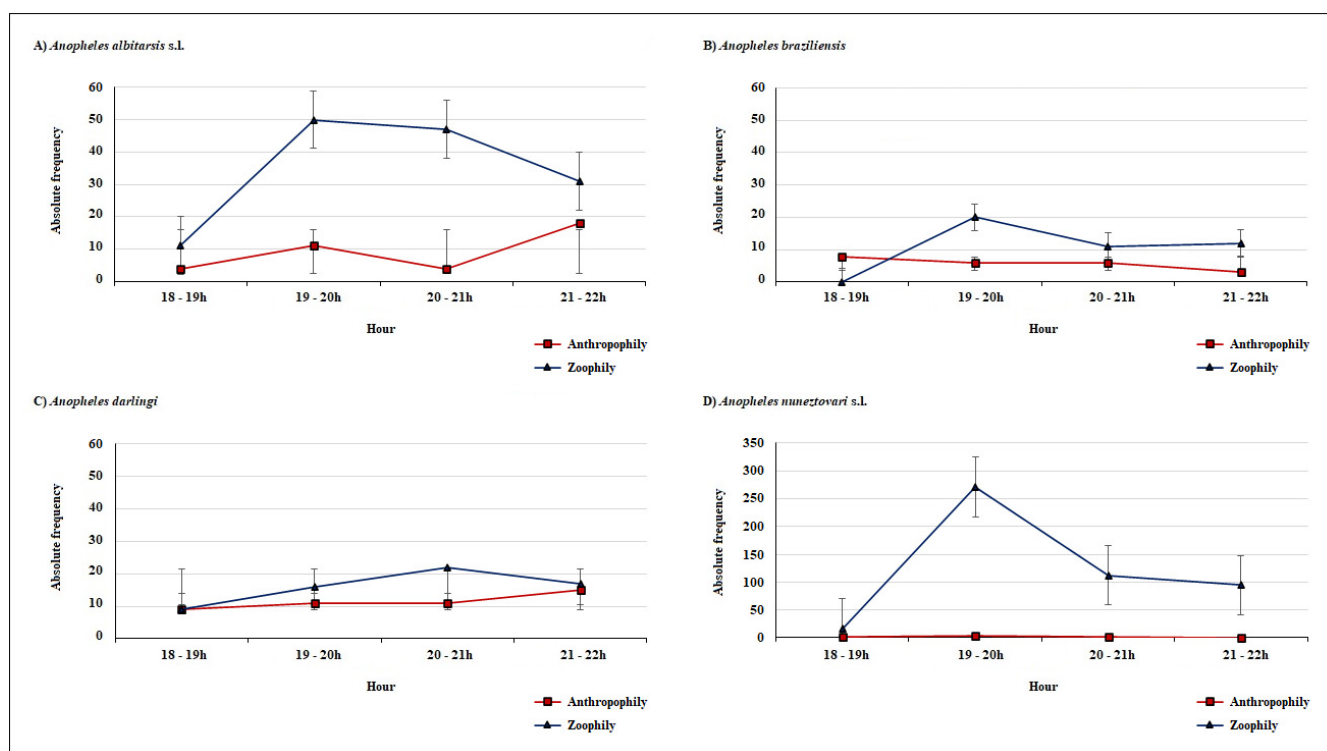 A) Anopheles albitarsis s.l.
Absolute frequency
60
50
40
30
20
10
0
18 - 19h 19 - 20h 20 - 21h 21 - 22h
Hour
Anthropophily
Zoophily
B) Anopheles braziliensis
Absolute frequency
60
50
40
30
20
10
0
18 - 19h 19 - 20h 20 - 21h 21 - 22h
Hour
Anthropophily
Zoophily
C) Anopheles darlingi
Absolute frequency
60
50
40
30
20
10
0
18 - 19h 19 - 20h 20 - 21h 21 - 22h
Hour
Anthropophily
Zoophily
D) Anopheles nuneztovari s.l.
Absolute frequency
350
300
250
200
150
100
50
0
18 - 19h 19 - 20h 20 - 21h 21 - 22h
Hour
Anthropophily
Zoophily